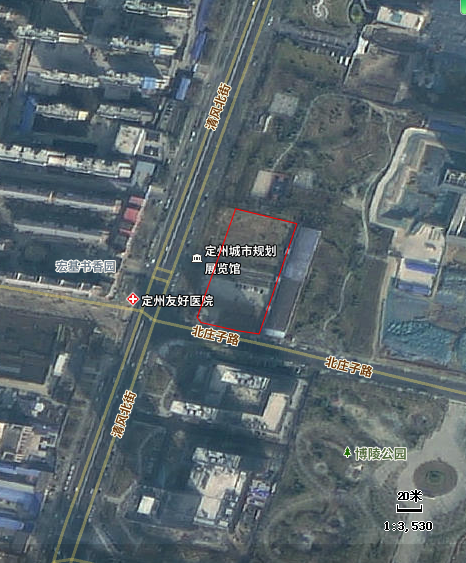 清风北街
定州城市规划
展览馆
宏基书香园
定州友好医院
北庄子路
北庄子路
清风北街
博陵公园
20米
1:3,530